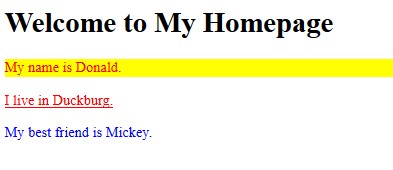 Welcome to My Homepage
My name is Donald.
I live in Duckburg.
My best friend is Mickey.